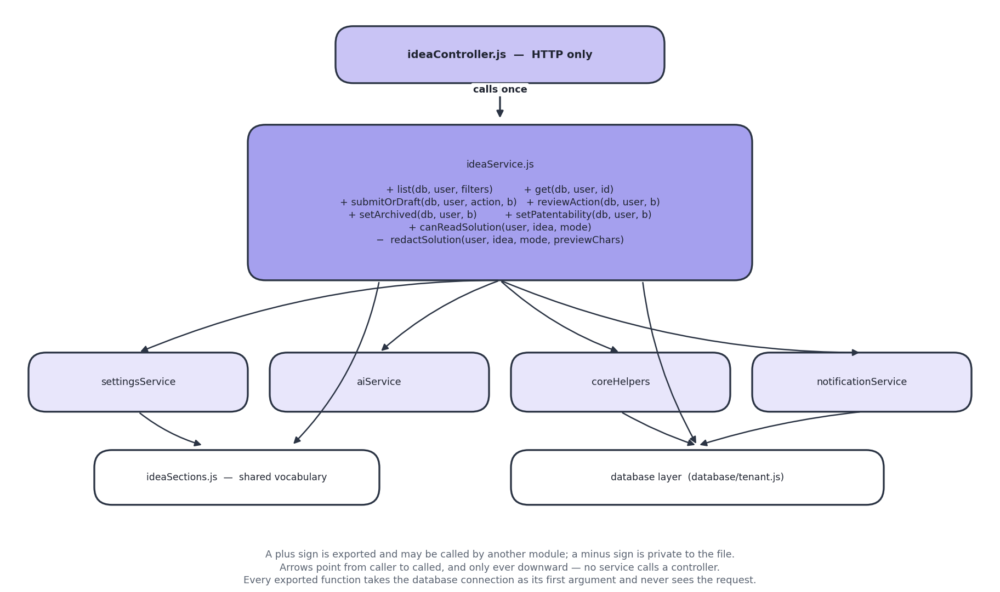 ideaController.js — HTTP only
calls once
ideaService.js
+ list(db, user, filters) + get(db, user, id)
+ submitOrDraft(db, user, action, b) + reviewAction(db, user, b)
+ setArchived(db, user, b) + setPatentability(db, user, b)
+ canReadSolution(user, idea, mode)
− redactSolution(user, idea, mode, previewChars)
settingsService
aiService
coreHelpers
notificationService
ideaSections.js — shared vocabulary
database layer (database/tenant.js)
A plus sign is exported and may be called by another module; a minus sign is private to the file.
Arrows point from caller to called, and only ever downward — no service calls a controller.
Every exported function takes the database connection as its first argument and never sees the request.